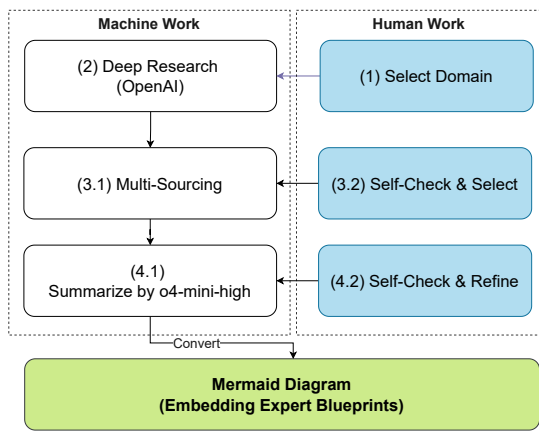 Machine Work
Human Work
(2) Deep Research
(OpenAI)
(1) Select Domain
(3.1) Multi-Sourcing
(3.2) Self-Check & Select
(4.1)
Summarize by o4-mini-high
(4.2) Self-Check & Refine
Convert
Mermaid Diagram
(Embedding Expert Blueprints)